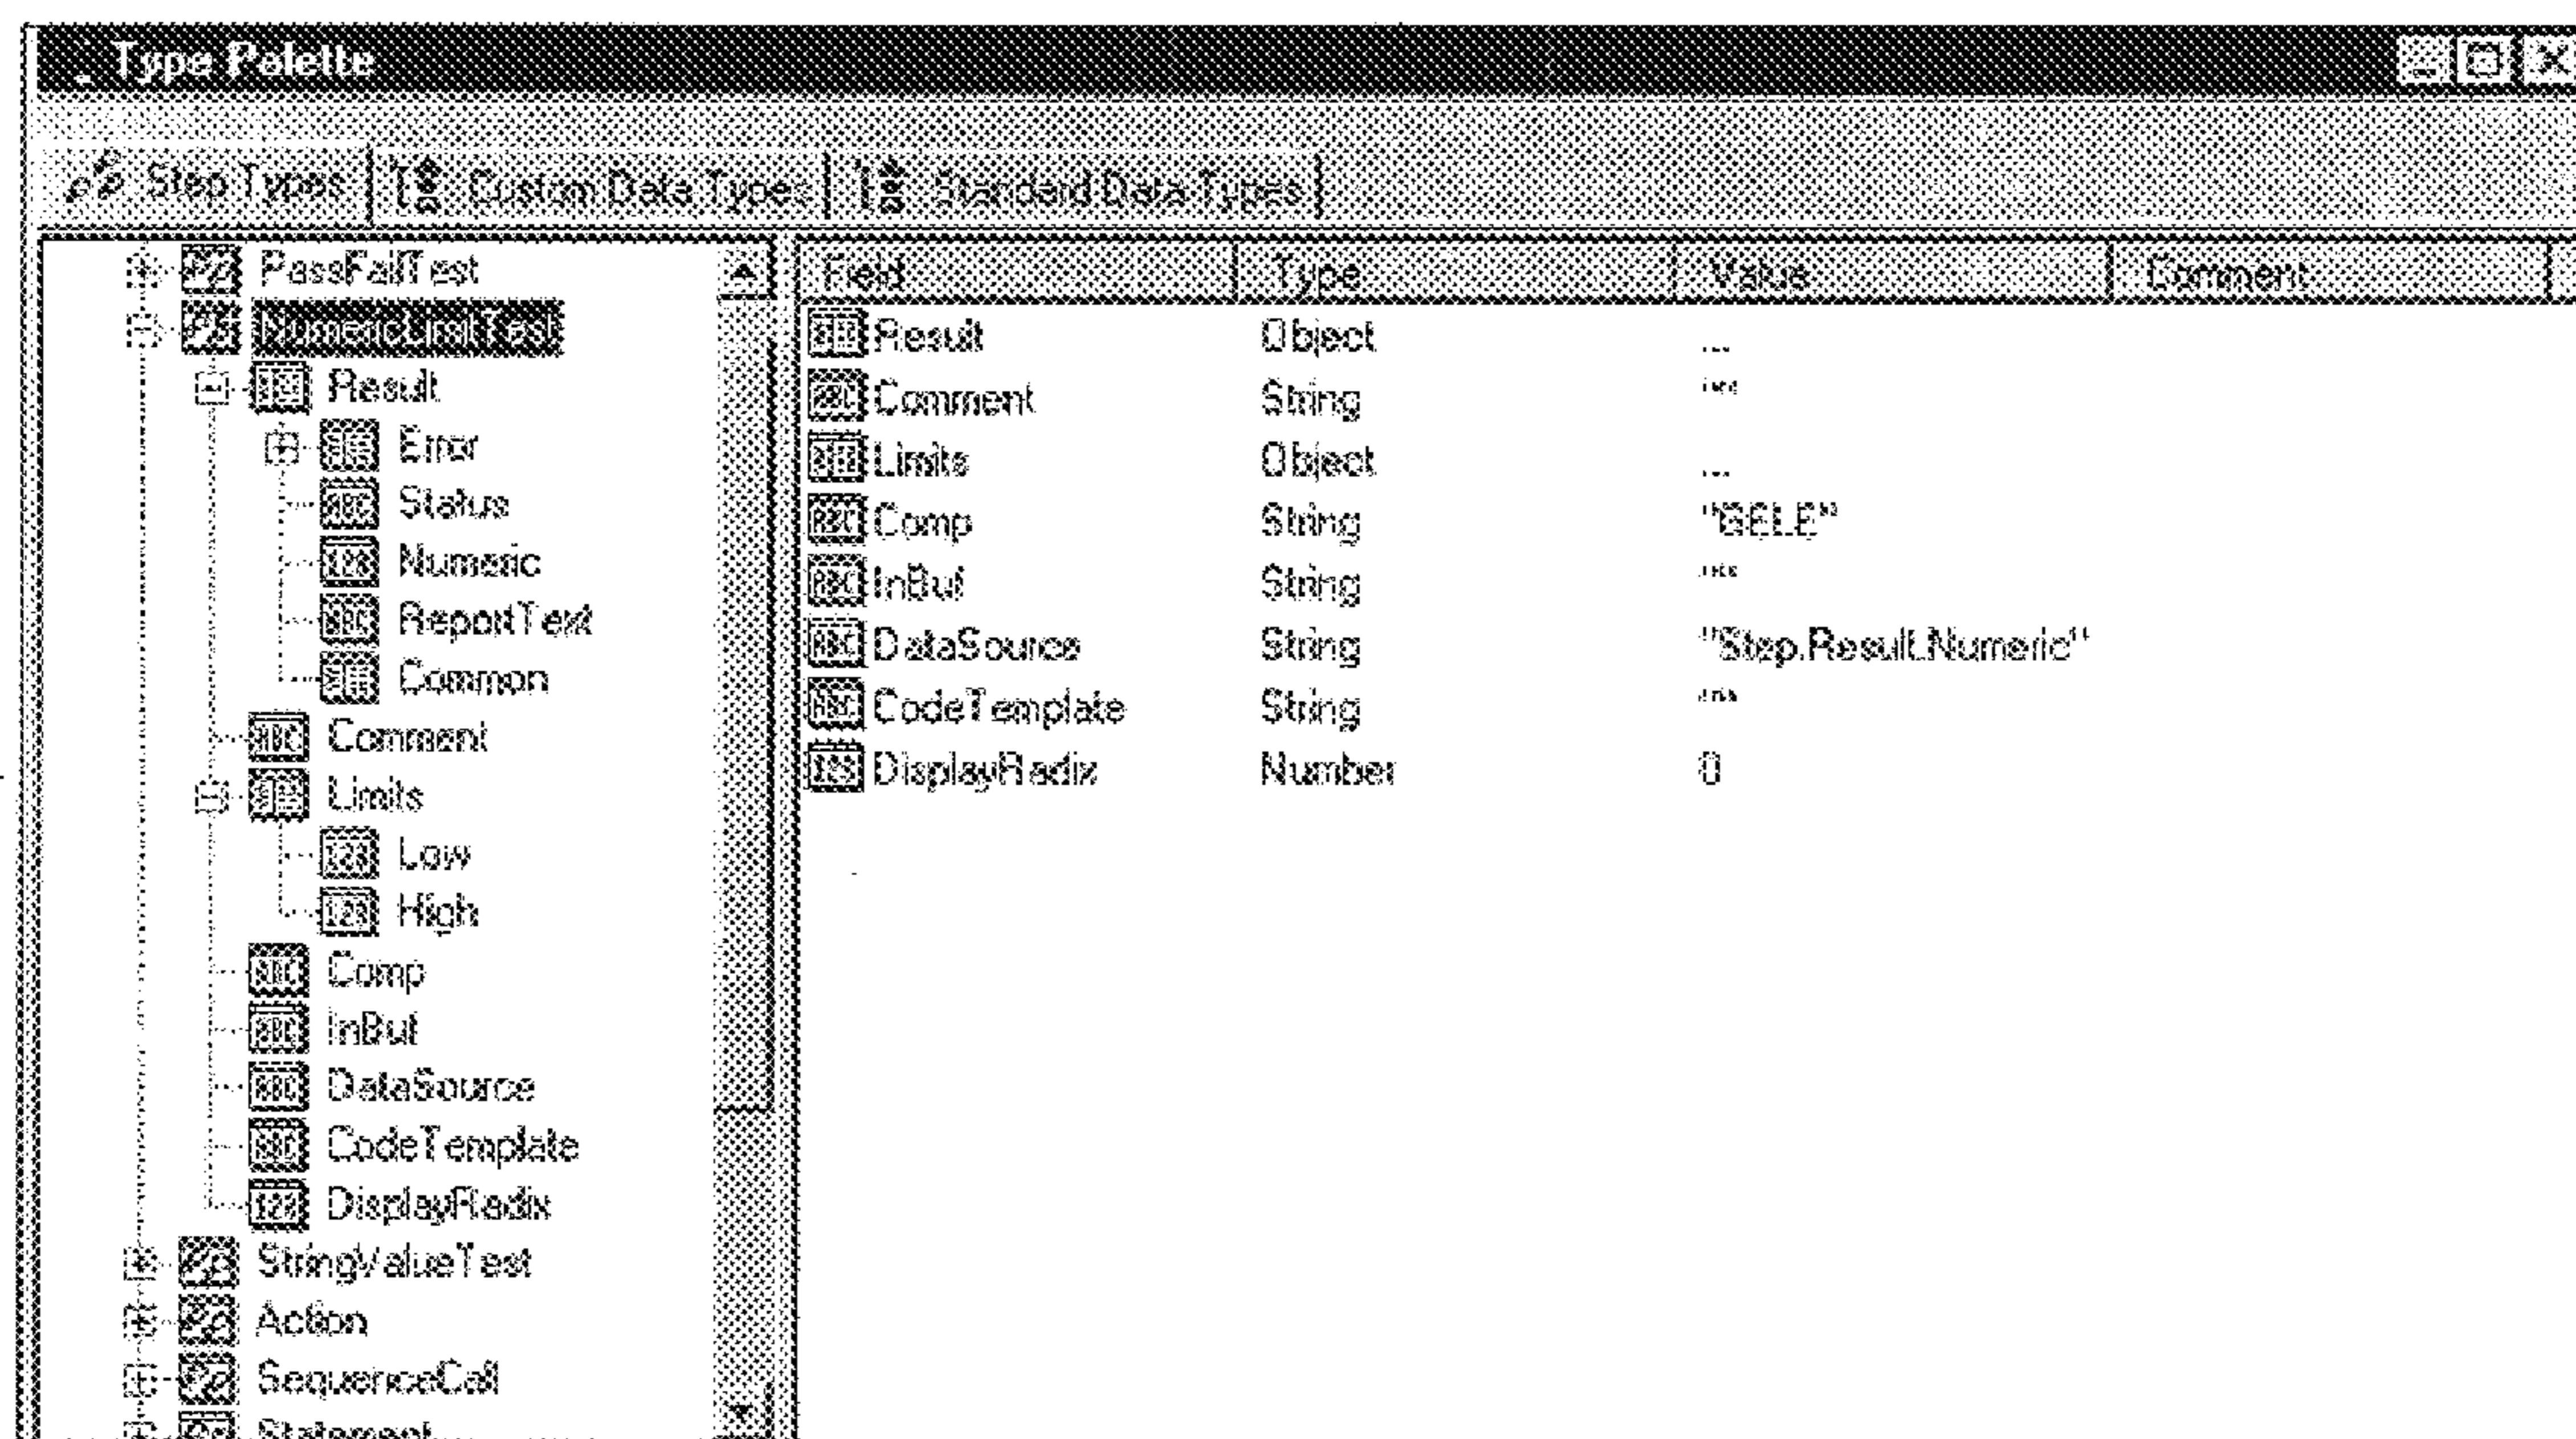 Type Palette
Step Types Custom Data Types Standard Data Types
PassFailTest
NumericLimitTest
Result
Error
Status
Numeric
ReportText
Common
Comment
Limits
Low
High
Comp
InBuf
DataSource
CodeTemplate
DisplayRadix
StringValueTest
Action
SequenceCall
Statement
Field Type Value Comment
Result Object ...
Comment String ""
Limits Object ...
Comp String "GELE"
InBuf String ""
DataSource String "Step.Result.Numeric"
CodeTemplate String ""
DisplayRadix Number 0